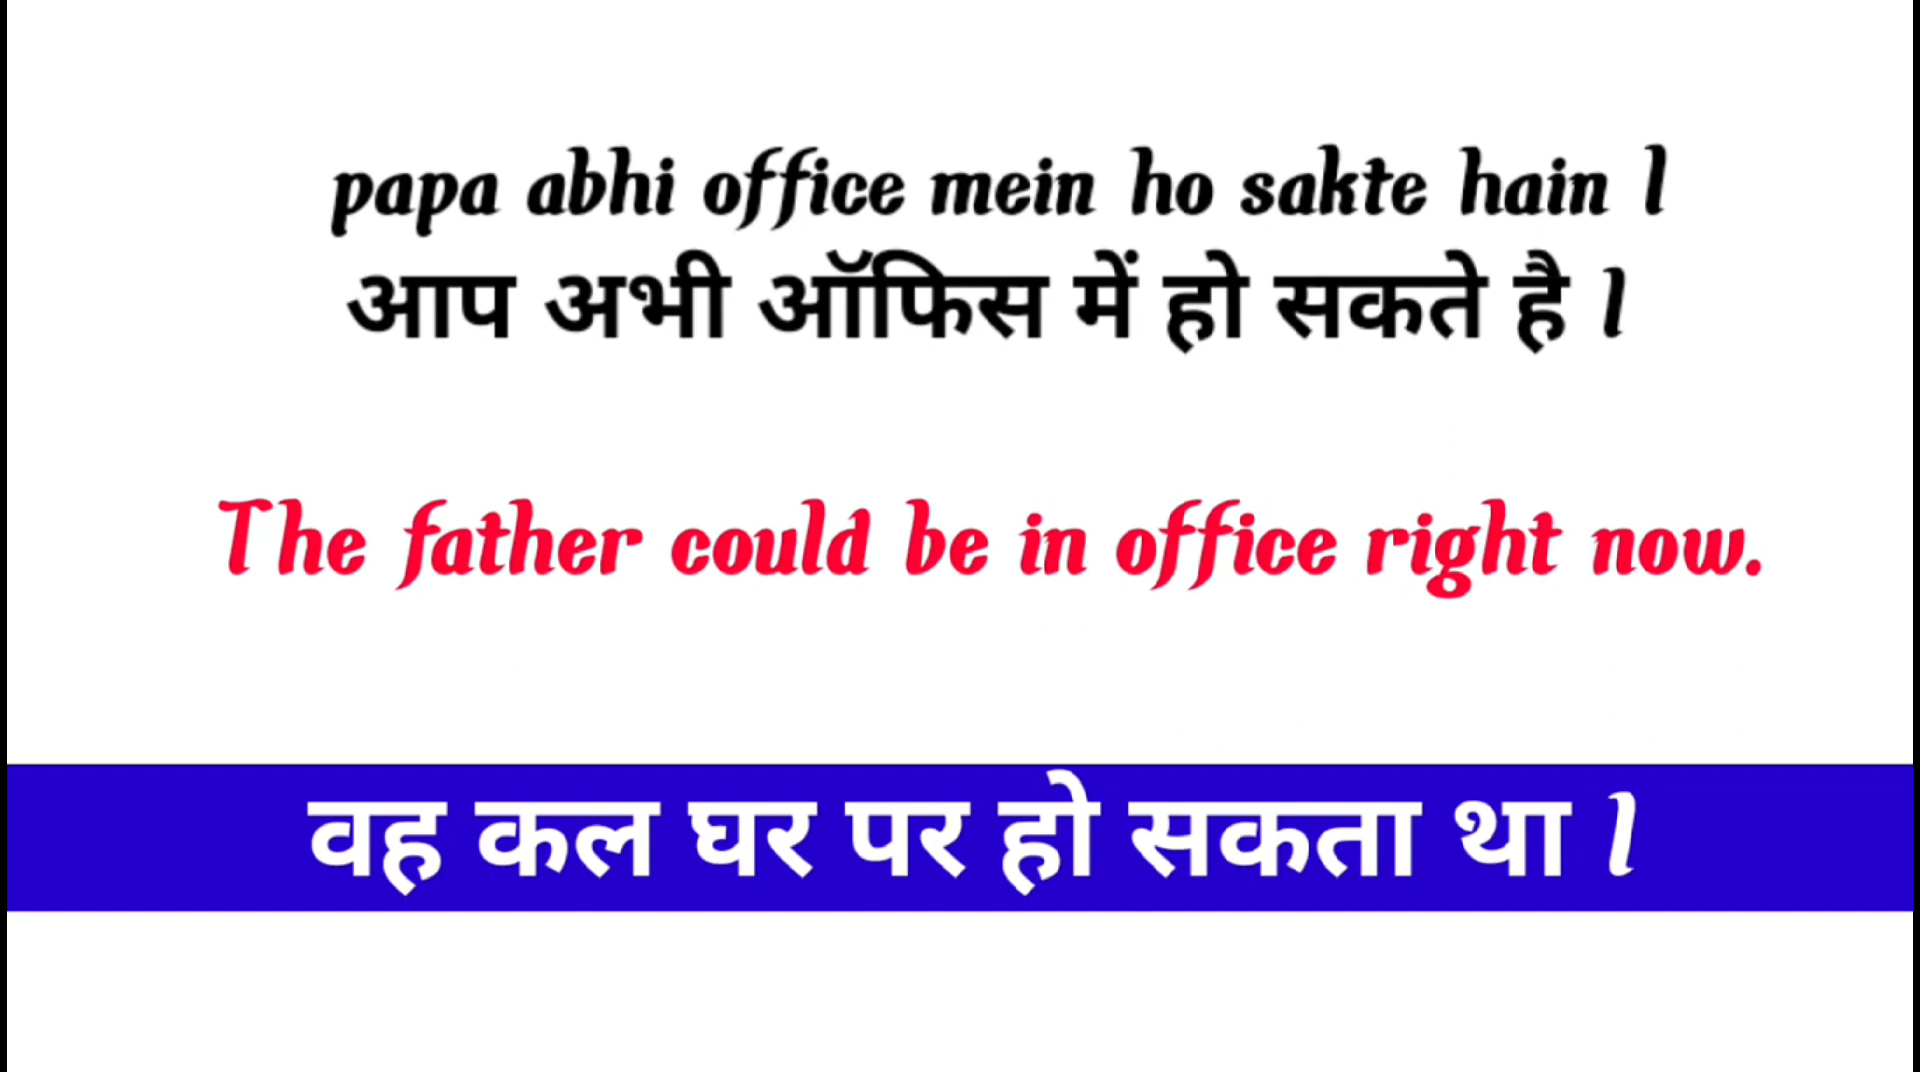 papa abhi office mein ho sakte hain l
आप अभी ऑफिस में हो सकते है l
The father could be in office right now.
वह कल घर पर हो सकता था l